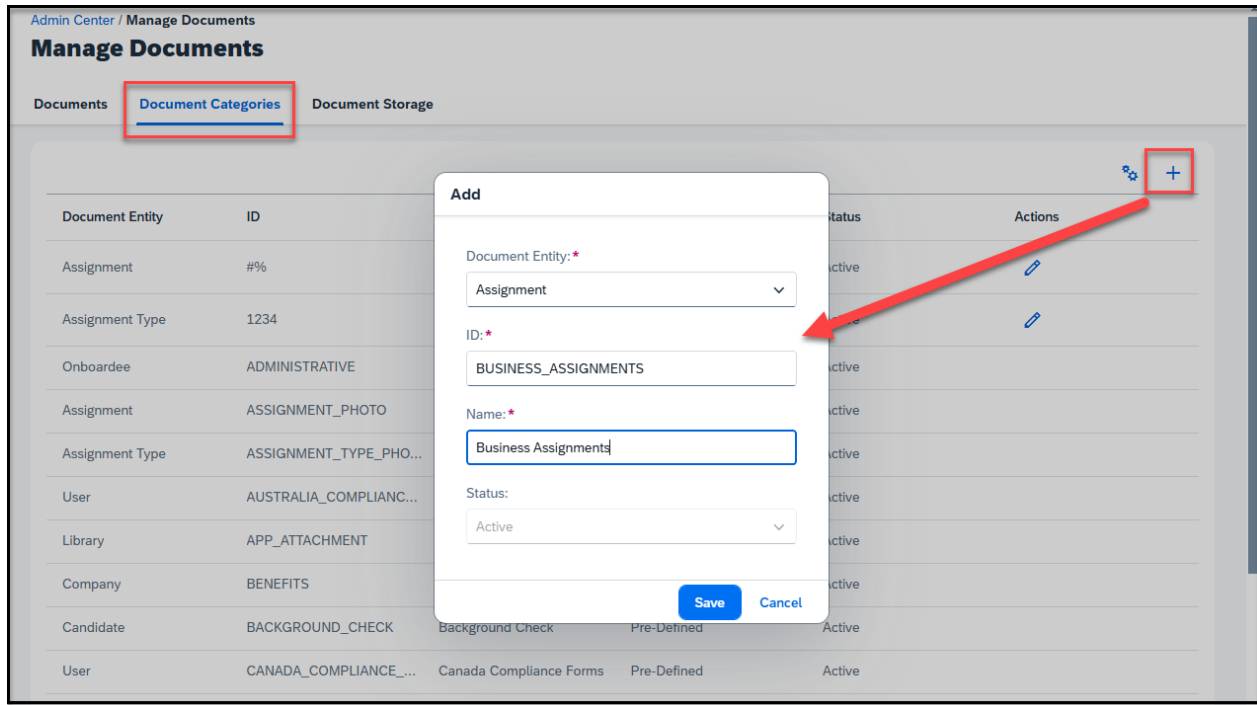 Admin Center / Manage Documents
Manage Documents
Documents Document Categories Document Storage
Document Entity ID Status Actions
Assignment #% Active
Assignment Type 1234
Onboardee ADMINISTRATIVE Active
Assignment ASSIGNMENT_PHOTO Active
Assignment Type ASSIGNMENT_TYPE_PHO... Active
User AUSTRALIA_COMPLIANC... Active
Library APP_ATTACHMENT Active
Company BENEFITS Active
Candidate BACKGROUND_CHECK Background Check Pre-Defined Active
User CANADA_COMPLIANCE_... Canada Compliance Forms Pre-Defined Active
Add
Document Entity:*
Assignment
ID:*
BUSINESS_ASSIGNMENTS
Name:*
Business Assignments
Status:
Active
Save Cancel